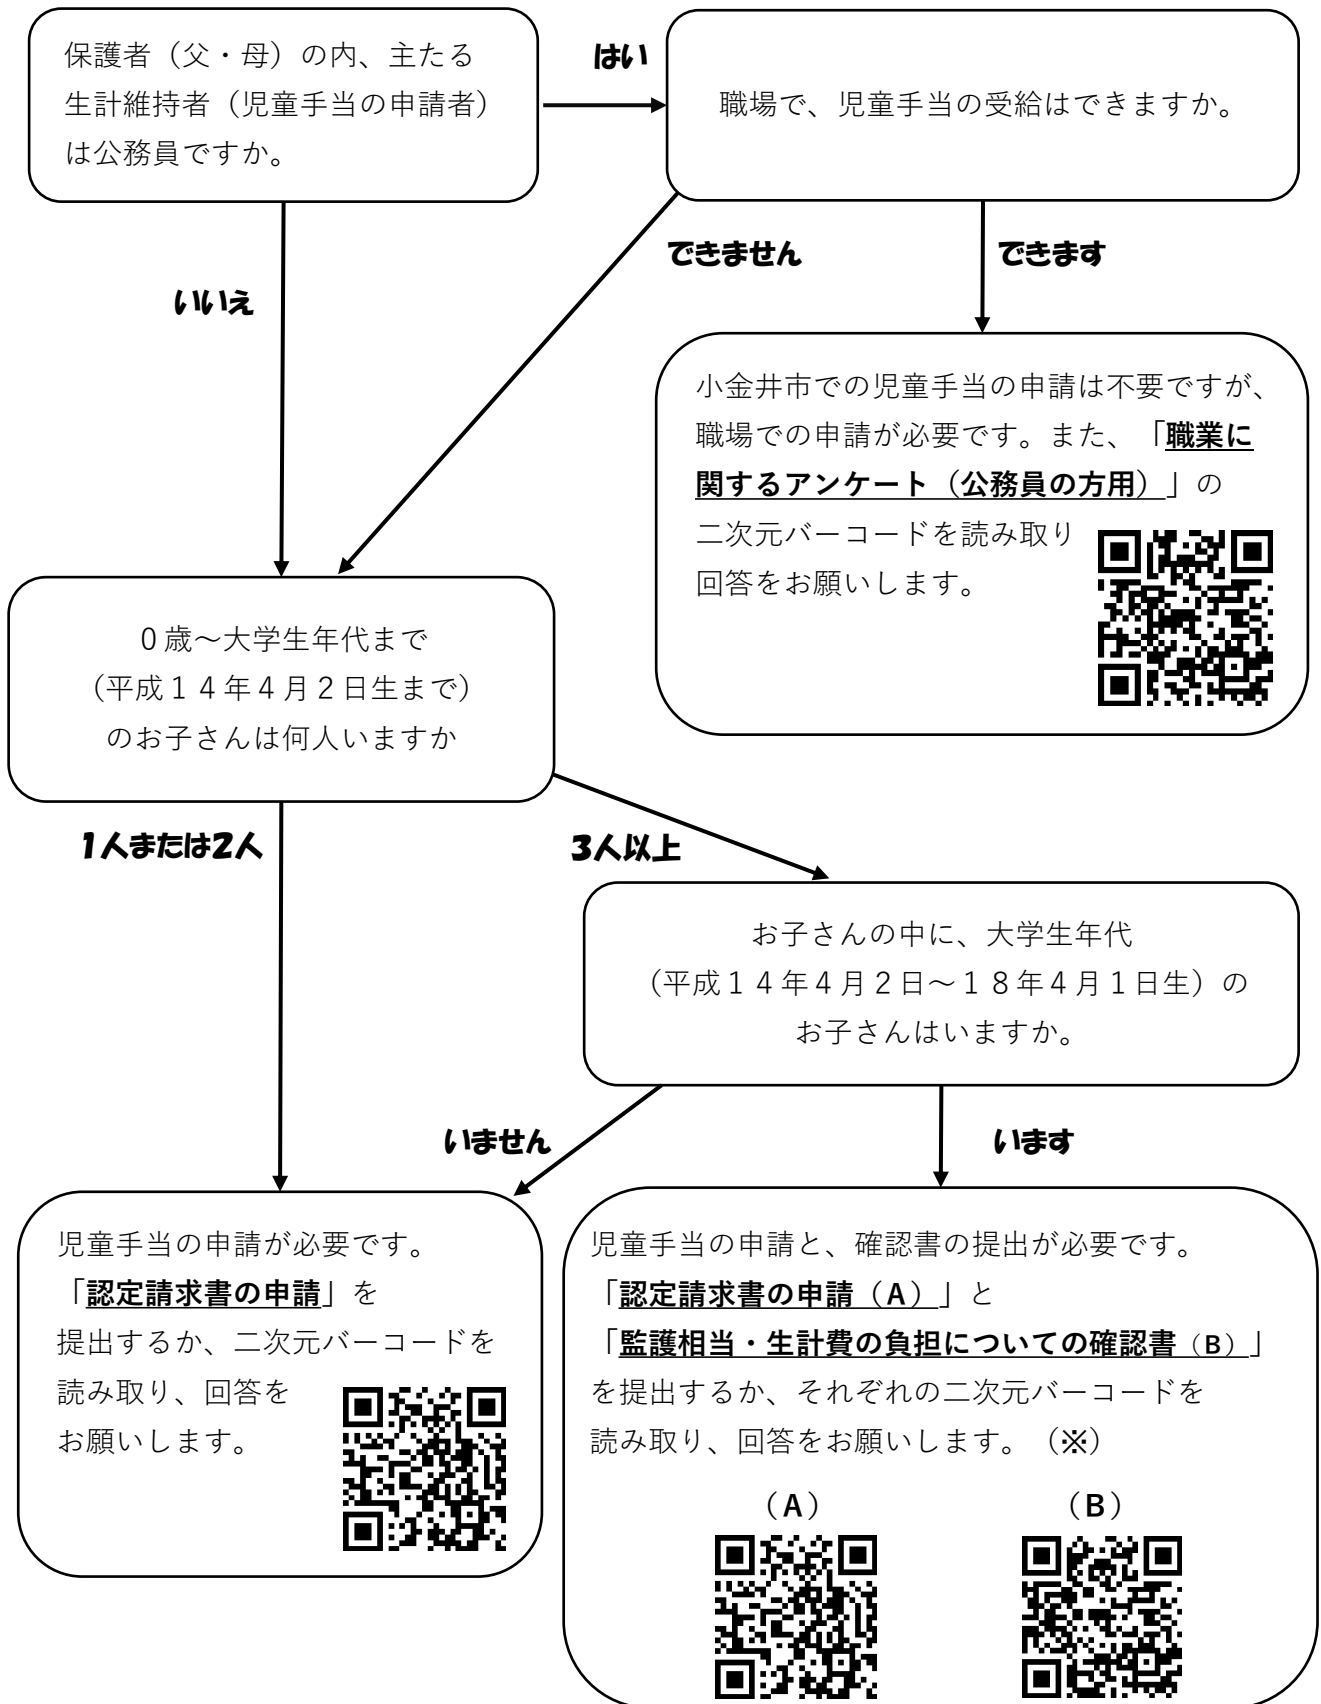 保護者（父・母）の内、主たる
生計維持者（児童手当の申請者）
は公務員ですか。
はい
職場で、児童手当の受給はできますか。
いいえ
できません
できます
小金井市での児童手当の申請は不要ですが、
職場での申請が必要です。また、「職業に
関するアンケート（公務員の方用）」の
二次元バーコードを読み取り
回答をお願いします。
０歳～大学生年代まで
（平成１４年４月２日生まで）
のお子さんは何人いますか
1人または2人
3人以上
お子さんの中に、大学生年代
（平成１４年４月２日～１８年４月１日生）の
お子さんはいますか。
いません
います
児童手当の申請が必要です。
「認定請求書の申請」を
提出するか、二次元バーコードを
読み取り、回答を
お願いします。
児童手当の申請と、確認書の提出が必要です。
「認定請求書の申請（A）」と
「監護相当・生計費の負担についての確認書（B）」
を提出するか、それぞれの二次元バーコードを
読み取り、回答をお願いします。（※）
（A）
（B）